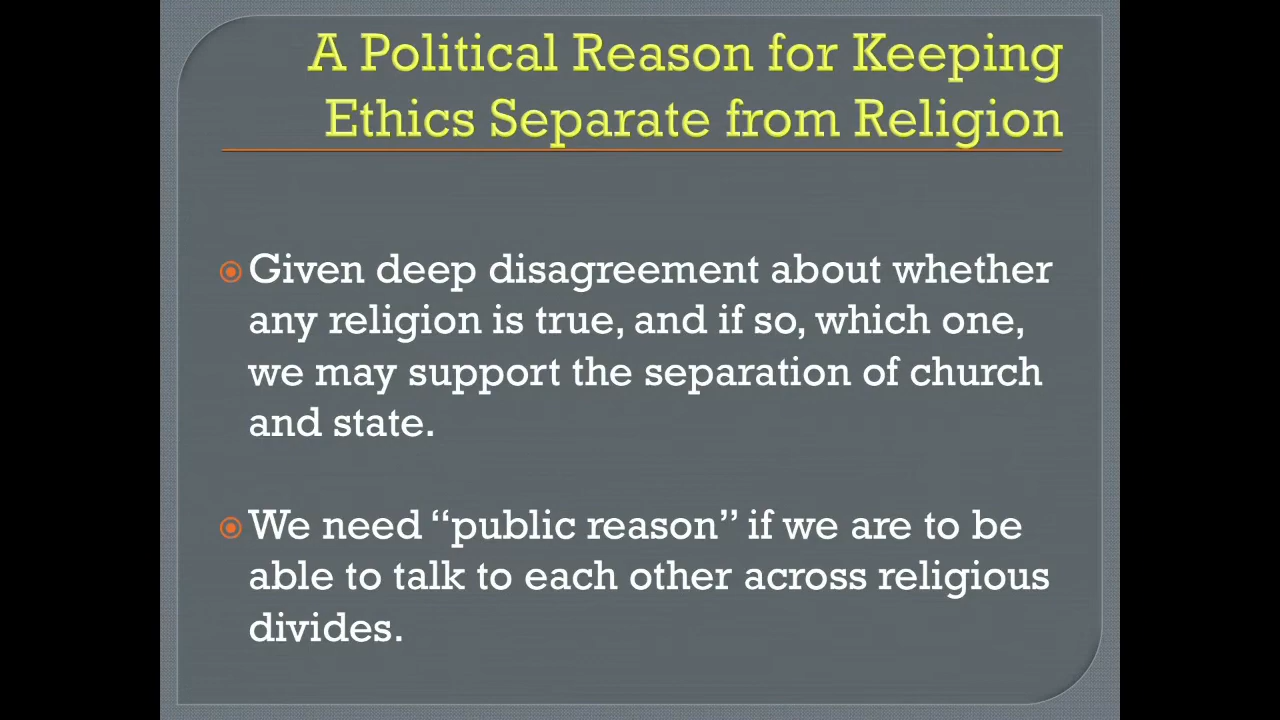 A Political Reason for Keeping
Ethics Separate from Religion
Given deep disagreement about whether
any religion is true, and if so, which one,
we may support the separation of church
and state.
We need “public reason” if we are to be
able to talk to each other across religious
divides.